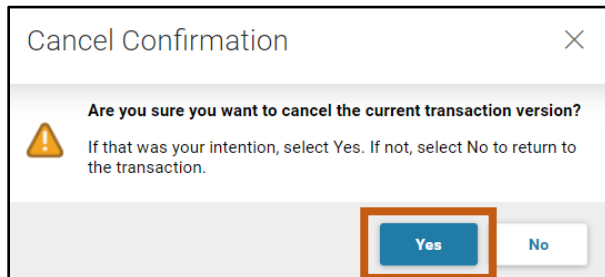 Cancel Confirmation
Are you sure you want to cancel the current transaction version?
If that was your intention, select Yes. If not, select No to return to
the transaction.
Yes No